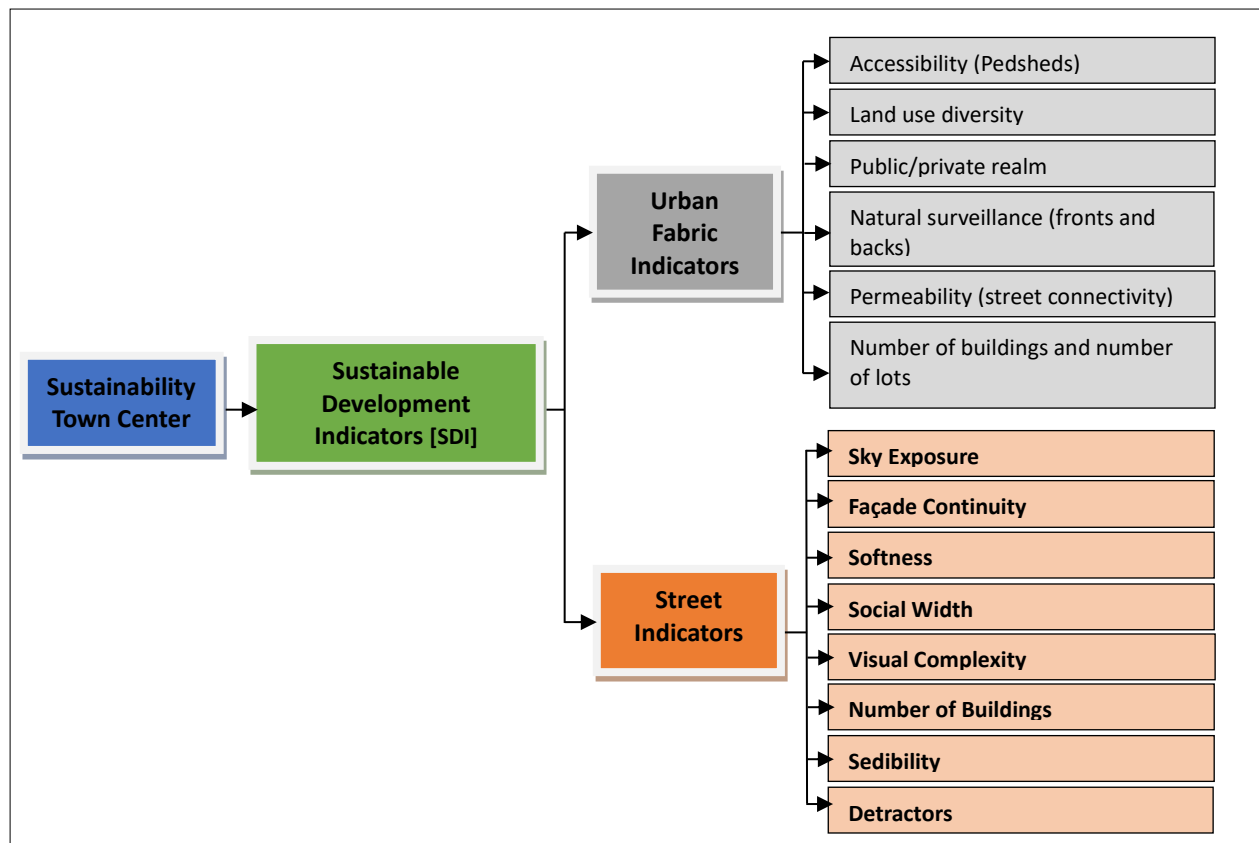 Sustainability
Town Center
Sustainable
Development
Indicators [SDI]
Urban
Fabric
Indicators
Accessibility (Pedsheds)
Land use diversity
Public/private realm
Natural surveillance (fronts and
backs)
Permeability (street connectivity)
Number of buildings and number
of lots
Street
Indicators
Sky Exposure
Façade Continuity
Softness
Social Width
Visual Complexity
Number of Buildings
Sedibility
Detractors